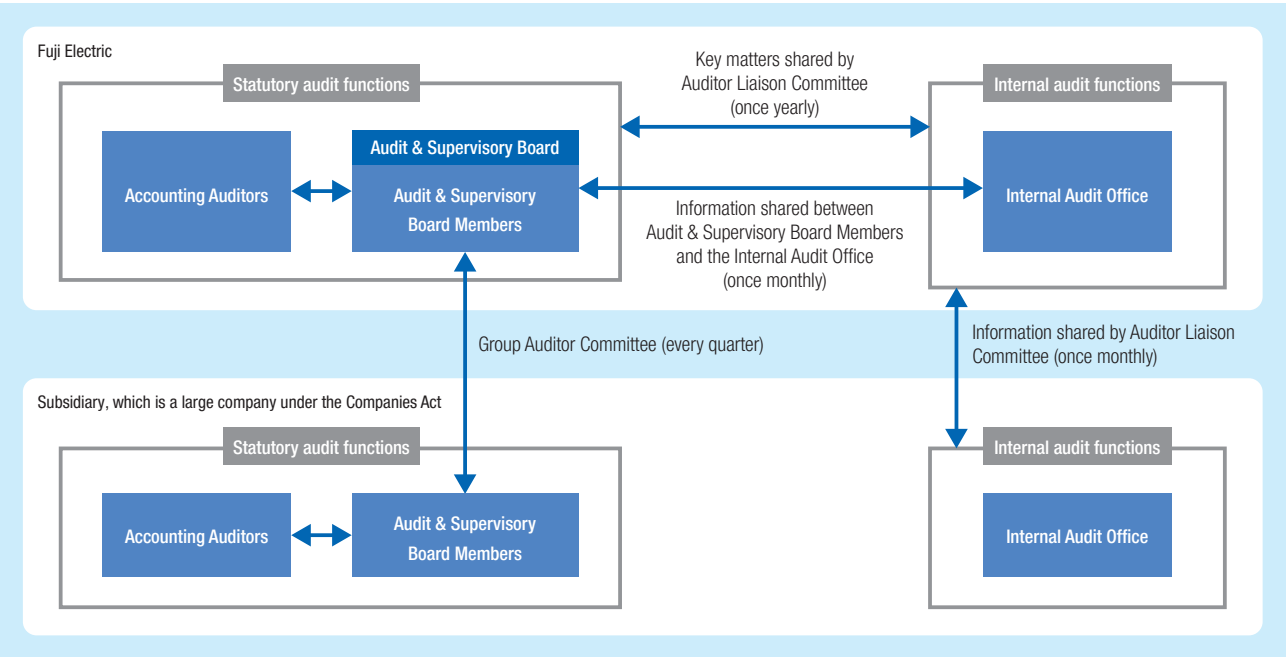 Fuji Electric
Statutory audit functions
Accounting Auditors
Audit & Supervisory Board
Audit & Supervisory
Board Members
Key matters shared by
Auditor Liaison Committee
(once yearly)
Information shared between
Audit & Supervisory Board Members
and the Internal Audit Office
(once monthly)
Internal audit functions
Internal Audit Office
Group Auditor Committee (every quarter)
Information shared by Auditor Liaison
Committee (once monthly)
Subsidiary, which is a large company under the Companies Act
Statutory audit functions
Accounting Auditors
Audit & Supervisory
Board Members
Internal audit functions
Internal Audit Office